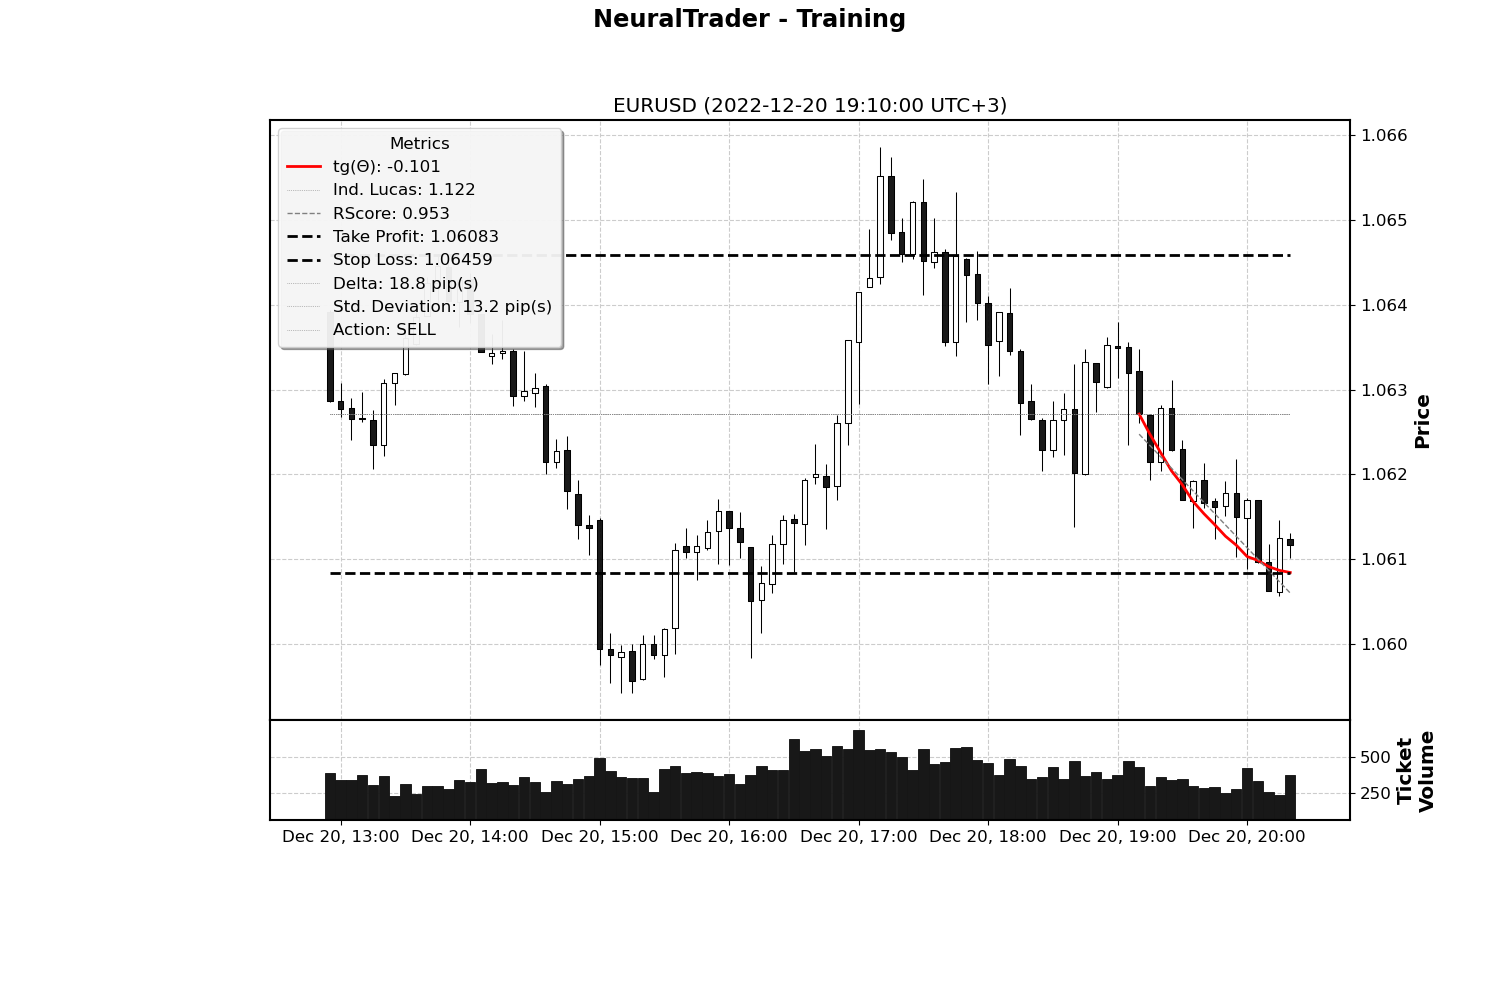 NeuralTrader - Training
EURUSD (2022-12-20 19:10:00 UTC+3)
Metrics
tg(Θ): -0.101
Ind. Lucas: 1.122
RScore: 0.953
Take Profit: 1.06083
Stop Loss: 1.06459
Delta: 18.8 pip(s)
Std. Deviation: 13.2 pip(s)
Action: SELL
1.066
1.065
1.064
1.063
1.062
1.061
1.060
Price
500
250
Ticket
Volume
Dec 20, 13:00 Dec 20, 14:00 Dec 20, 15:00 Dec 20, 16:00 Dec 20, 17:00 Dec 20, 18:00 Dec 20, 19:00 Dec 20, 20:00